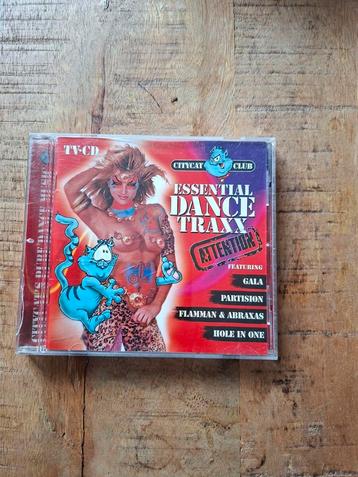 TV-CD
CITYCAT CLUB
ESSENTIAL
DANCE
TRAXX
ATTENTION!
FEATURING
GALA
PARTISION
FLAMMAN & ABRAXAS
HOLE IN ONE